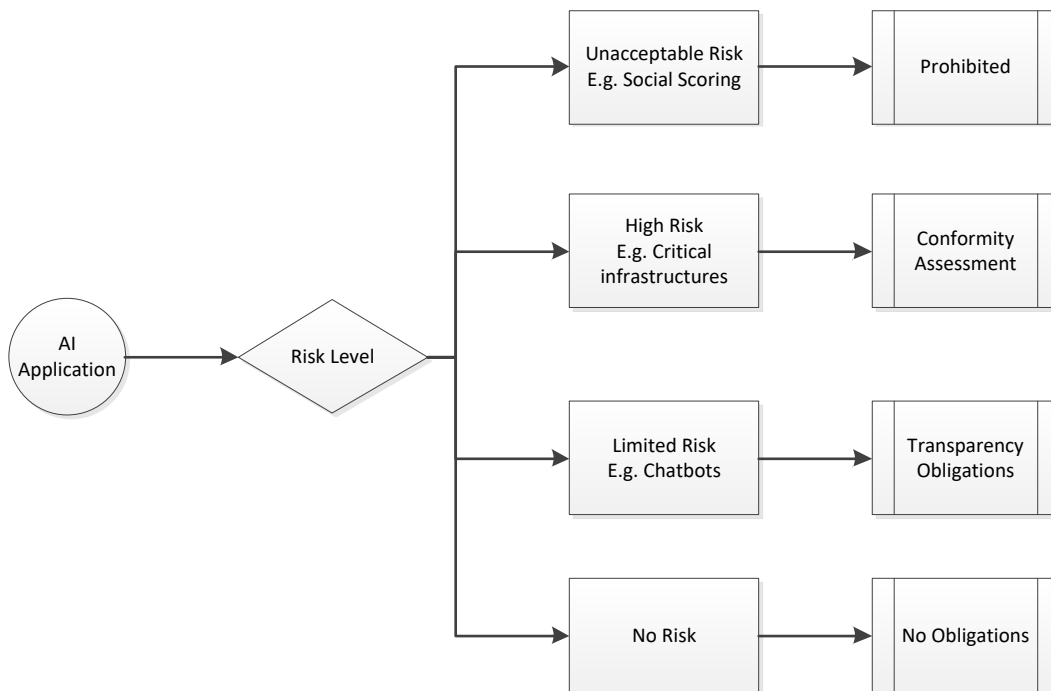 AI
Application
Risk Level
Unacceptable Risk
E.g. Social Scoring
Prohibited
High Risk
E.g. Critical
infrastructures
Conformity
Assessment
Limited Risk
E.g. Chatbots
Transparency
Obligations
No Risk
No Obligations